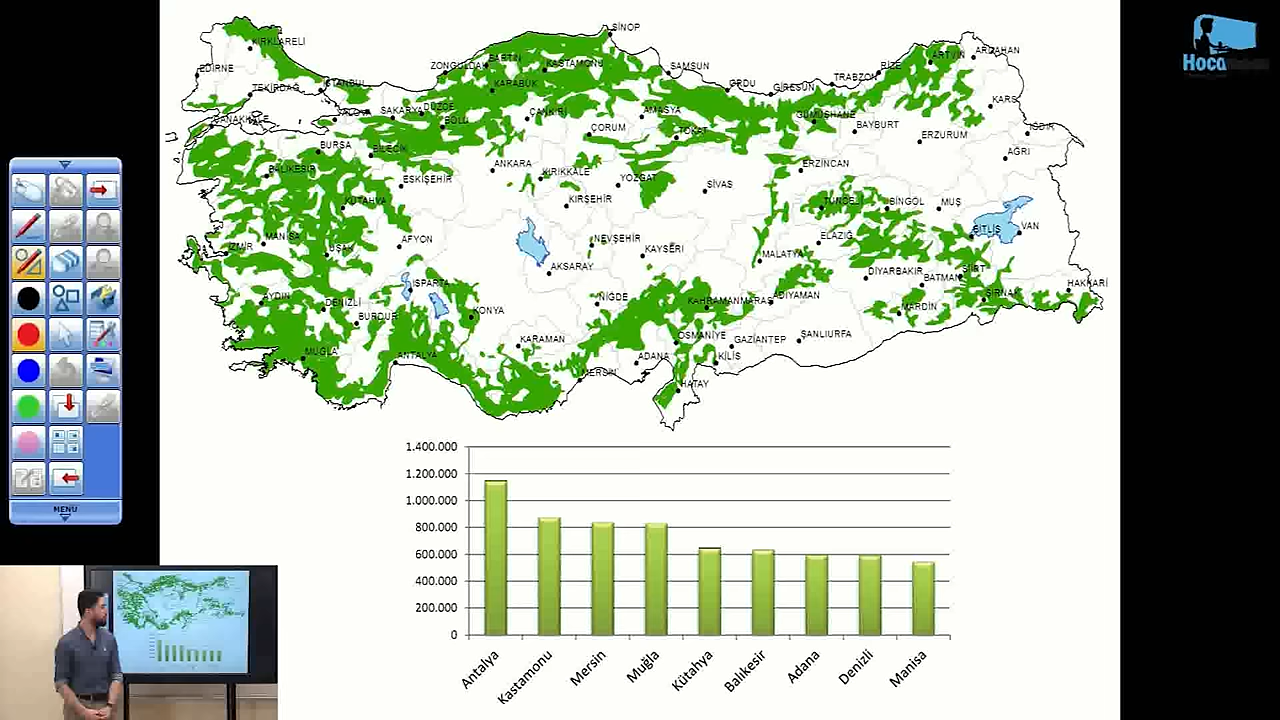 SİNOP
KIRKLARELİ
ARDAHAN
ARTVİN
BARTIN
KASTAMONU
ZONGULDAK
EDİRNE
SAMSUN
RİZE
TRABZON
İSTANBUL
KARABÜK
ORDU
GİRESUN
TEKİRDAĞ
KARS
DÜZCE
SAKARYA
YALOVA
ÇANKIRI
AMASYA
GÜMÜŞHANE
ÇANAKKALE
BOLU
BAYBURT
IĞDIR
ÇORUM
TOKAT
ERZURUM
BURSA
BİLECİK
AĞRI
ANKARA
ERZİNCAN
BALIKESİR
KIRIKKALE
ESKİŞEHİR
YOZGAT
SİVAS
KÜTAHYA
KIRŞEHİR
TUNCELİ
BİNGOL
MUŞ
BİTLİS
VAN
MANİSA
ELAZIĞ
İZMİR
UŞAK
AFYON
NEVŞEHİR
KAYSERİ
MALATYA
AKSARAY
DİYARBAKIR
BATMAN
SİİRT
ISPARTA
HAKKARİ
AYDIN
DENİZLİ
NİĞDE
KAHRAMANMARAŞ
ADIYAMAN
ŞIRNAK
BURDUR
KONYA
MARDİN
KARAMAN
OSMANİYE
GAZİANTEP
ŞANLIURFA
MUĞLA
ANTALYA
ADANA
KİLİS
MERSİN
HATAY
1.400.000
1.200.000
1.000.000
800.000
600.000
400.000
200.000
0
Antalya
Kastamonu
Mersin
Muğla
Kütahya
Balıkesir
Adana
Denizli
Manisa
MENU